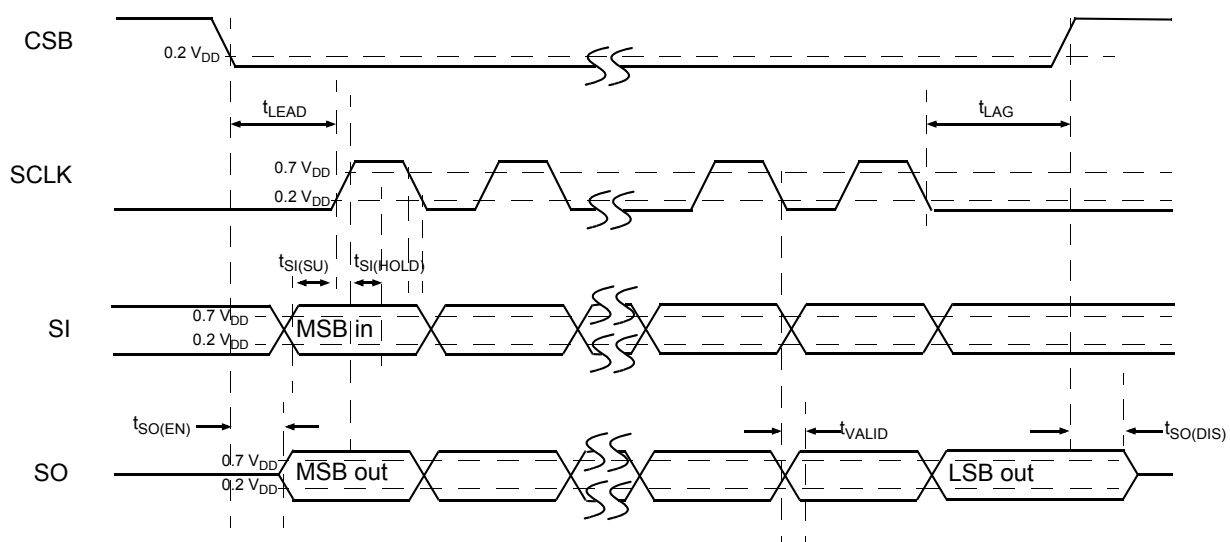 CSB
0.2 VDD
tLEAD
tLAG
SCLK
0.7 VDD
0.2 VDD
tSI(SU)
tSI(HOLD)
SI
0.7 VDD
0.2 VDD
MSB in
tSO(EN)
tVALID
tSO(DIS)
SO
0.7 VDD
0.2 VDD
MSB out
LSB out